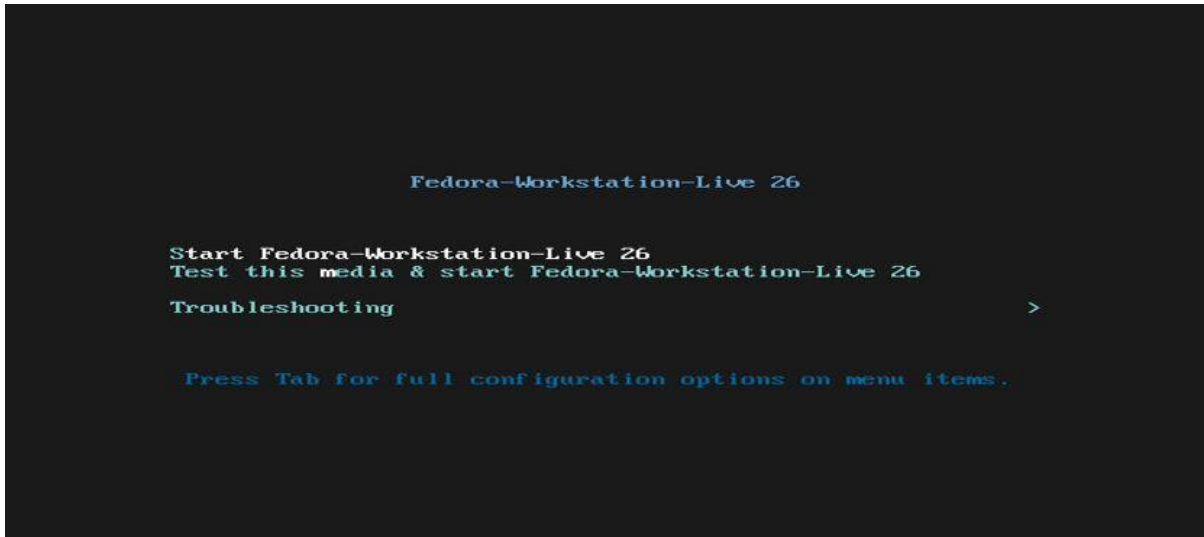 Fedora-Workstation-Live 26
Start Fedora-Workstation-Live 26
Test this media & start Fedora-Workstation-Live 26
Troubleshooting >
Press Tab for full configuration options on menu items.